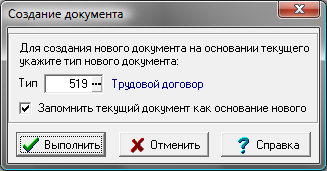 Создание документа
Для создания нового документа на основании текущего
укажите тип нового документа:
Тип 519 ... Трудовой договор
Запомнить текущий документ как основание нового
Выполнить Отменить ? Справка